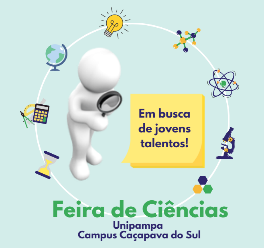 Em busca
de jovens
talentos!
Feira de Ciências
Unipampa
Campus Caçapava do Sul